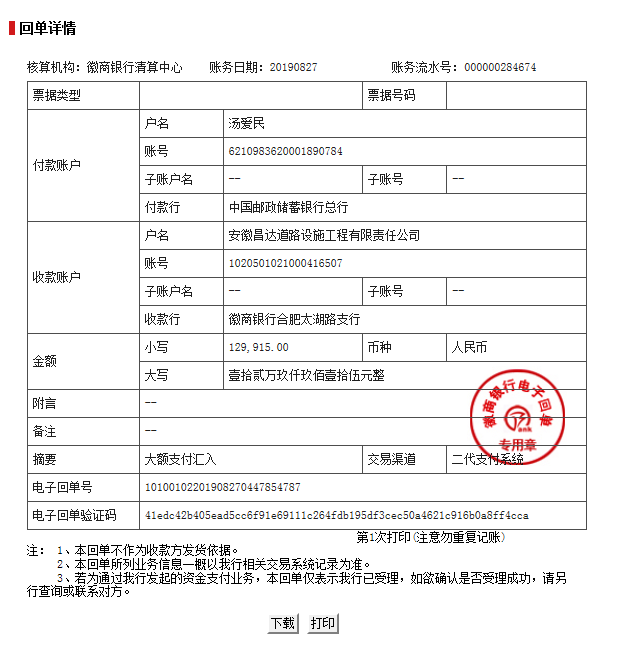 回单详情
核算机构：徽商银行清算中心 账务日期：20190827 账务流水号：000000284674
票据类型 票据号码
付款账户
户名 汤爱民
账号 6210983620001890784
子账户名 -- 子账号 --
付款行 中国邮政储蓄银行总行
收款账户
户名 安徽昌达道路设施工程有限责任公司
账号 1020501021000416507
子账户名 -- 子账号 --
收款行 徽商银行合肥太湖路支行
金额
小写 129,915.00 币种 人民币
大写 壹拾贰万玖仟玖佰壹拾伍元整
附言 --
备注 --
徽商银行电子回单
ank
专用章
摘要 大额支付汇入 交易渠道 二代支付系统
电子回单号 10100102201908270447854787
电子回单验证码 41edc42b405ead5cc6f91e69111c264fdb195df3cec50a4621c916b0a8ff4cca
第1次打印(注意勿重复记账)
注： 1、本回单不作为收款方发货依据。
2、本回单所列业务信息一概以我行相关交易系统记录为准。
3、若为通过我行发起的资金支付业务，本回单仅表示我行已受理，如欲确认是否受理成功，请另
行查询或联系对方。
下载 打印